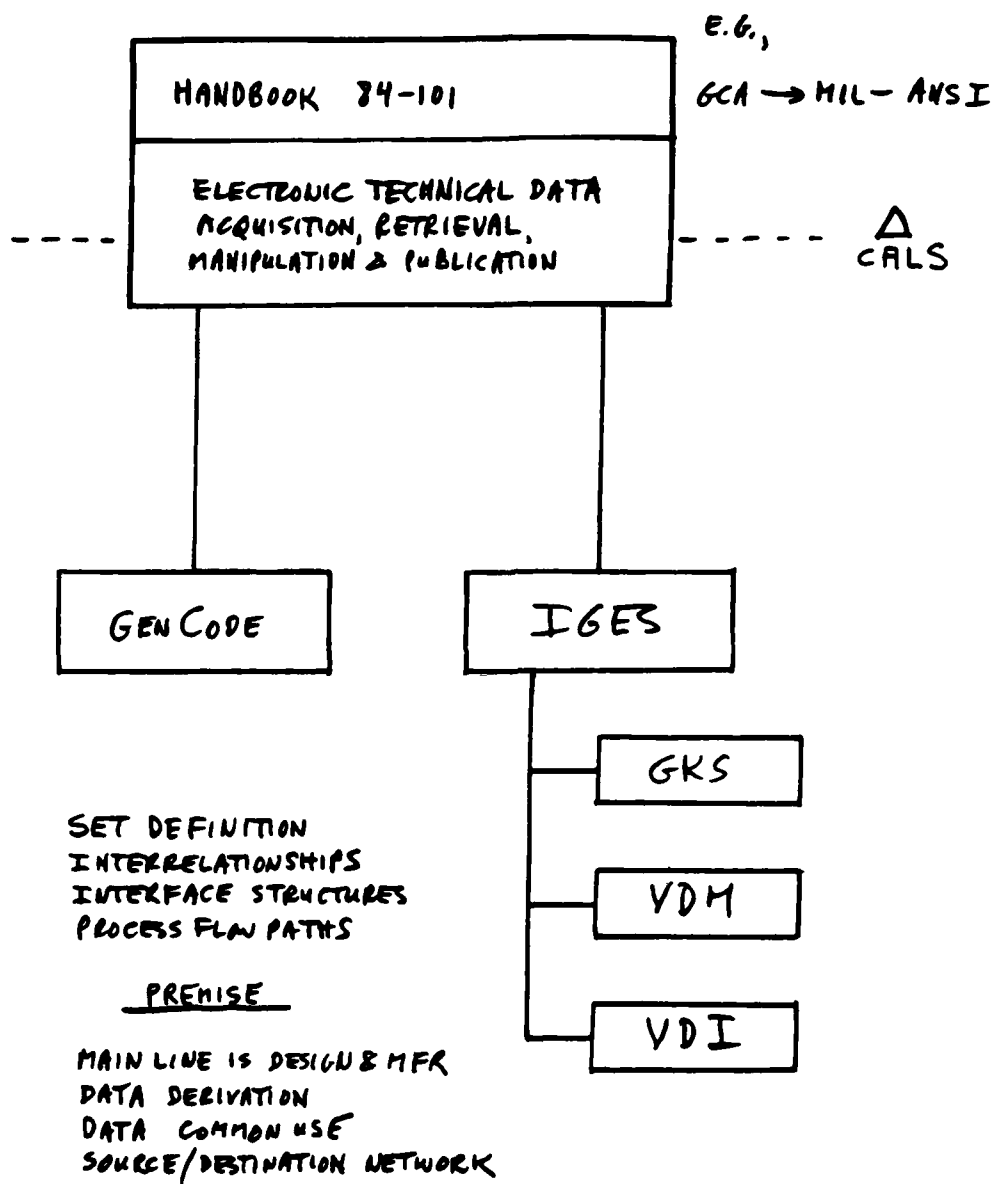 E.G.,
HANDBOOK 84-101
GCA → MIL - ANSI
ELECTRONIC TECHNICAL DATA
ACQUISITION, RETRIEVAL,
MANIPULATION & PUBLICATION
Δ
CALS
GENCODE
IGES
GKS
VDM
VDI
SET DEFINITION
INTERRELATIONSHIPS
INTERFACE STRUCTURES
PROCESS FLOW PATHS
PREMISE
MAIN LINE IS DESIGN & MFR
DATA DERIVATION
DATA COMMON USE
SOURCE/DESTINATION NETWORK